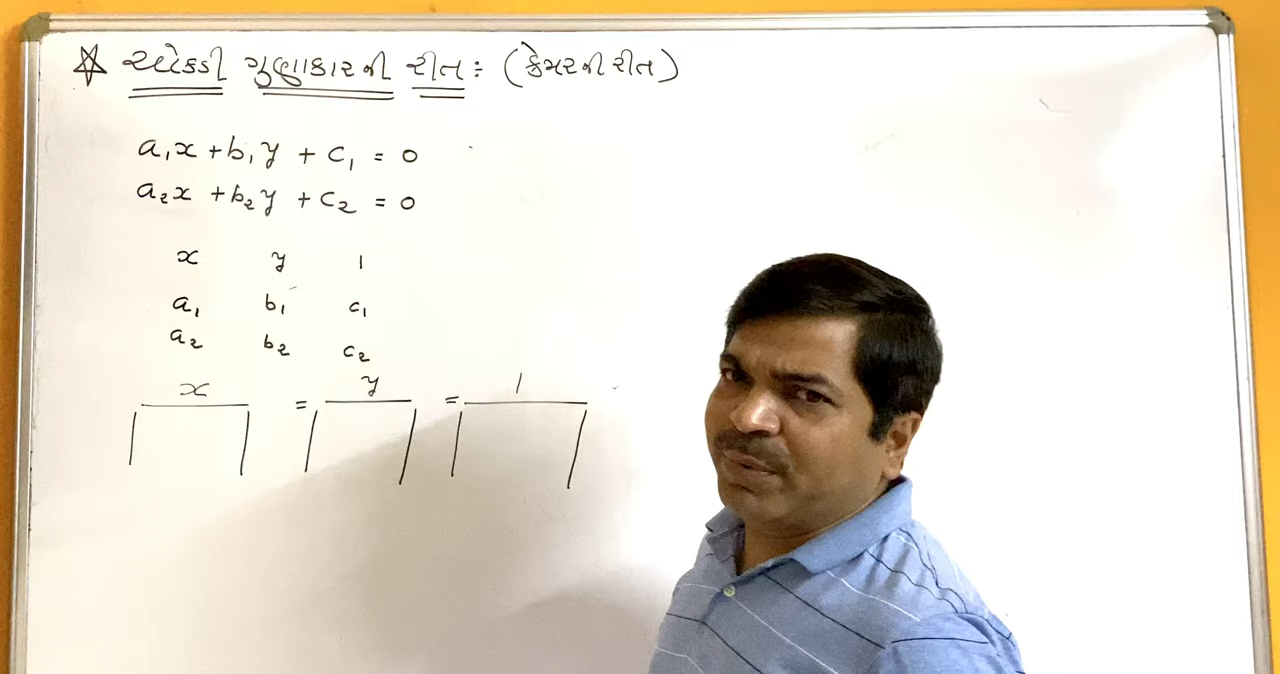 ☆ ચોકડી ગુણાકારની રીત : (ક્રેમરની રીત)
a₁x + b₁y + c₁ = 0
a₂x + b₂y + c₂ = 0
x y 1
a₁ b₁ c₁
a₂ b₂ c₂
x = y = 1